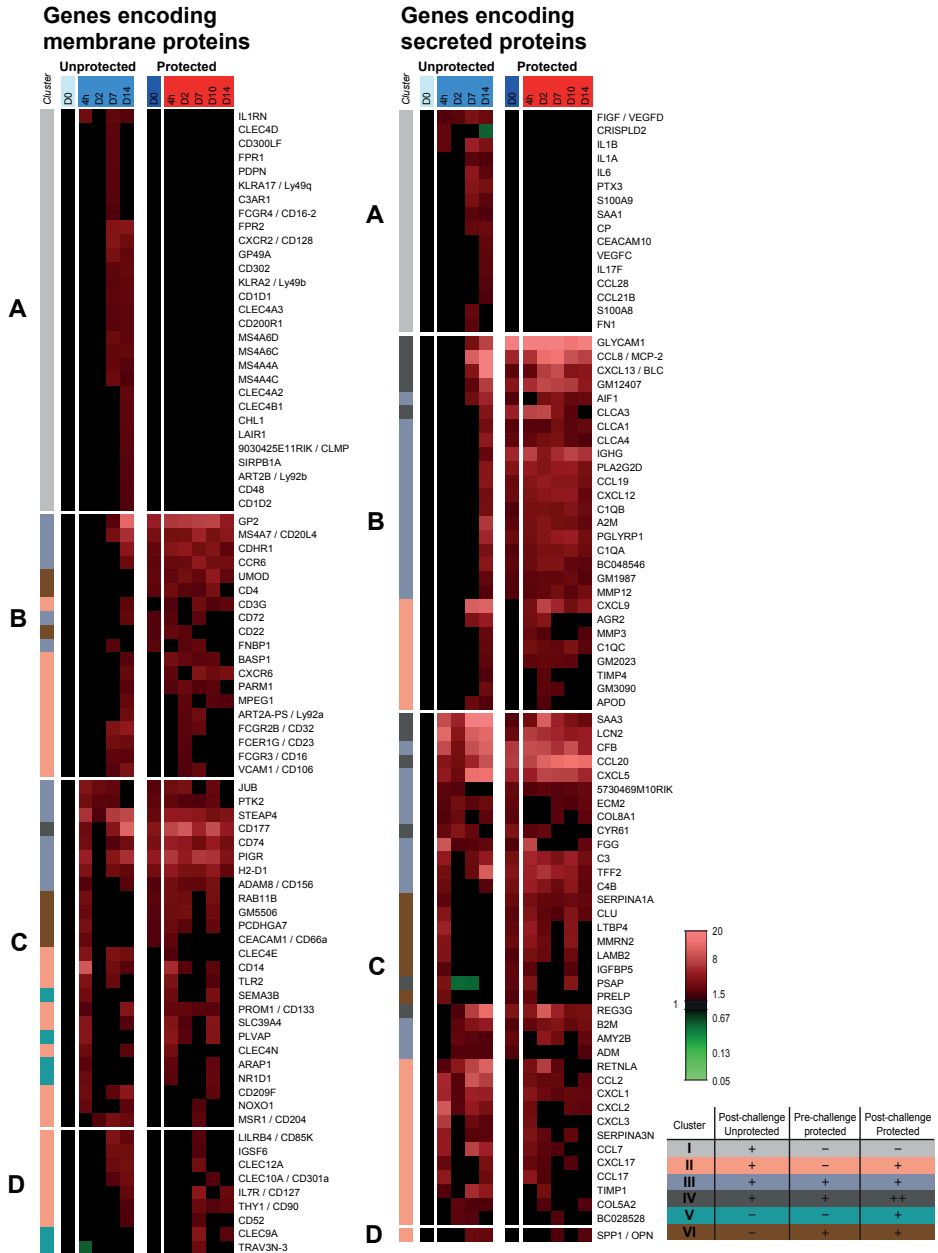 Genes encoding
membrane proteins
Unprotected Protected
Cluster D0 4h D2 D7 D14 D0 4h D2 D7 D10 D14
A
IL1RN
CLEC4D
CD300LF
FPR1
PDPN
KLRA17 / Ly49q
C3AR1
FCGR4 / CD16-2
FPR2
CXCR2 / CD128
GP49A
CD302
KLRA2 / Ly49b
CD1D1
CLEC4A3
CD200R1
MS4A6D
MS4A6C
MS4A4A
MS4A4C
CLEC4A2
CLEC4B1
CHL1
LAIR1
9030425E11RIK / CLMP
SIRPB1A
ART2B / Ly92b
CD48
CD1D2
B
GP2
MS4A7 / CD20L4
CDHR1
CCR6
UMOD
CD4
CD3G
CD72
CD22
FNBP1
BASP1
CXCR6
PARM1
MPEG1
ART2A-PS / Ly92a
FCGR2B / CD32
FCER1G / CD23
FCGR3 / CD16
VCAM1 / CD106
C
JUB
PTK2
STEAP4
CD177
CD74
PIGR
H2-D1
ADAM8 / CD156
RAB11B
GM5506
PCDHGA7
CEACAM1 / CD66a
CLEC4E
CD14
TLR2
SEMA3B
PROM1 / CD133
SLC39A4
PLVAP
CLEC4N
ARAP1
NR1D1
CD209F
NOXO1
MSR1 / CD204
D
LILRB4 / CD85K
IGSF6
CLEC12A
CLEC10A / CD301a
IL7R / CD127
THY1 / CD90
CD52
CLEC9A
TRAV3N-3
Genes encoding
secreted proteins
Unprotected Protected
Cluster D0 4h D2 D7 D14 D0 4h D2 D7 D10 D14
A
FIGF / VEGFD
CRISPLD2
IL1B
IL1A
IL6
PTX3
S100A9
SAA1
CP
CEACAM10
VEGFC
IL17F
CCL28
CCL21B
S100A8
FN1
B
GLYCAM1
CCL8 / MCP-2
CXCL13 / BLC
GM12407
AIF1
CLCA3
CLCA1
CLCA4
IGHG
PLA2G2D
CCL19
CXCL12
C1QB
A2M
PGLYRP1
C1QA
BC048546
GM1987
MMP12
CXCL9
AGR2
MMP3
C1QC
GM2023
TIMP4
GM3090
APOD
C
SAA3
LCN2
CFB
CCL20
CXCL5
5730469M10RIK
ECM2
COL8A1
CYR61
FGG
C3
TFF2
C4B
SERPINA1A
CLU
LTBP4
MMRN2
LAMB2
IGFBP5
PSAP
PRELP
REG3G
B2M
AMY2B
ADM
RETNLA
CCL2
CXCL1
CXCL2
CXCL3
SERPINA3N
CCL7
CXCL17
CCL17
TIMP1
COL5A2
BC028528
D
SPP1 / OPN
20
8
1.5
1
0.67
0.13
0.05
Cluster Post-challenge Unprotected Pre-challenge protected Post-challenge Protected
I + – –
II + – +
III + + +
IV + + ++
V – – +
VI – + +